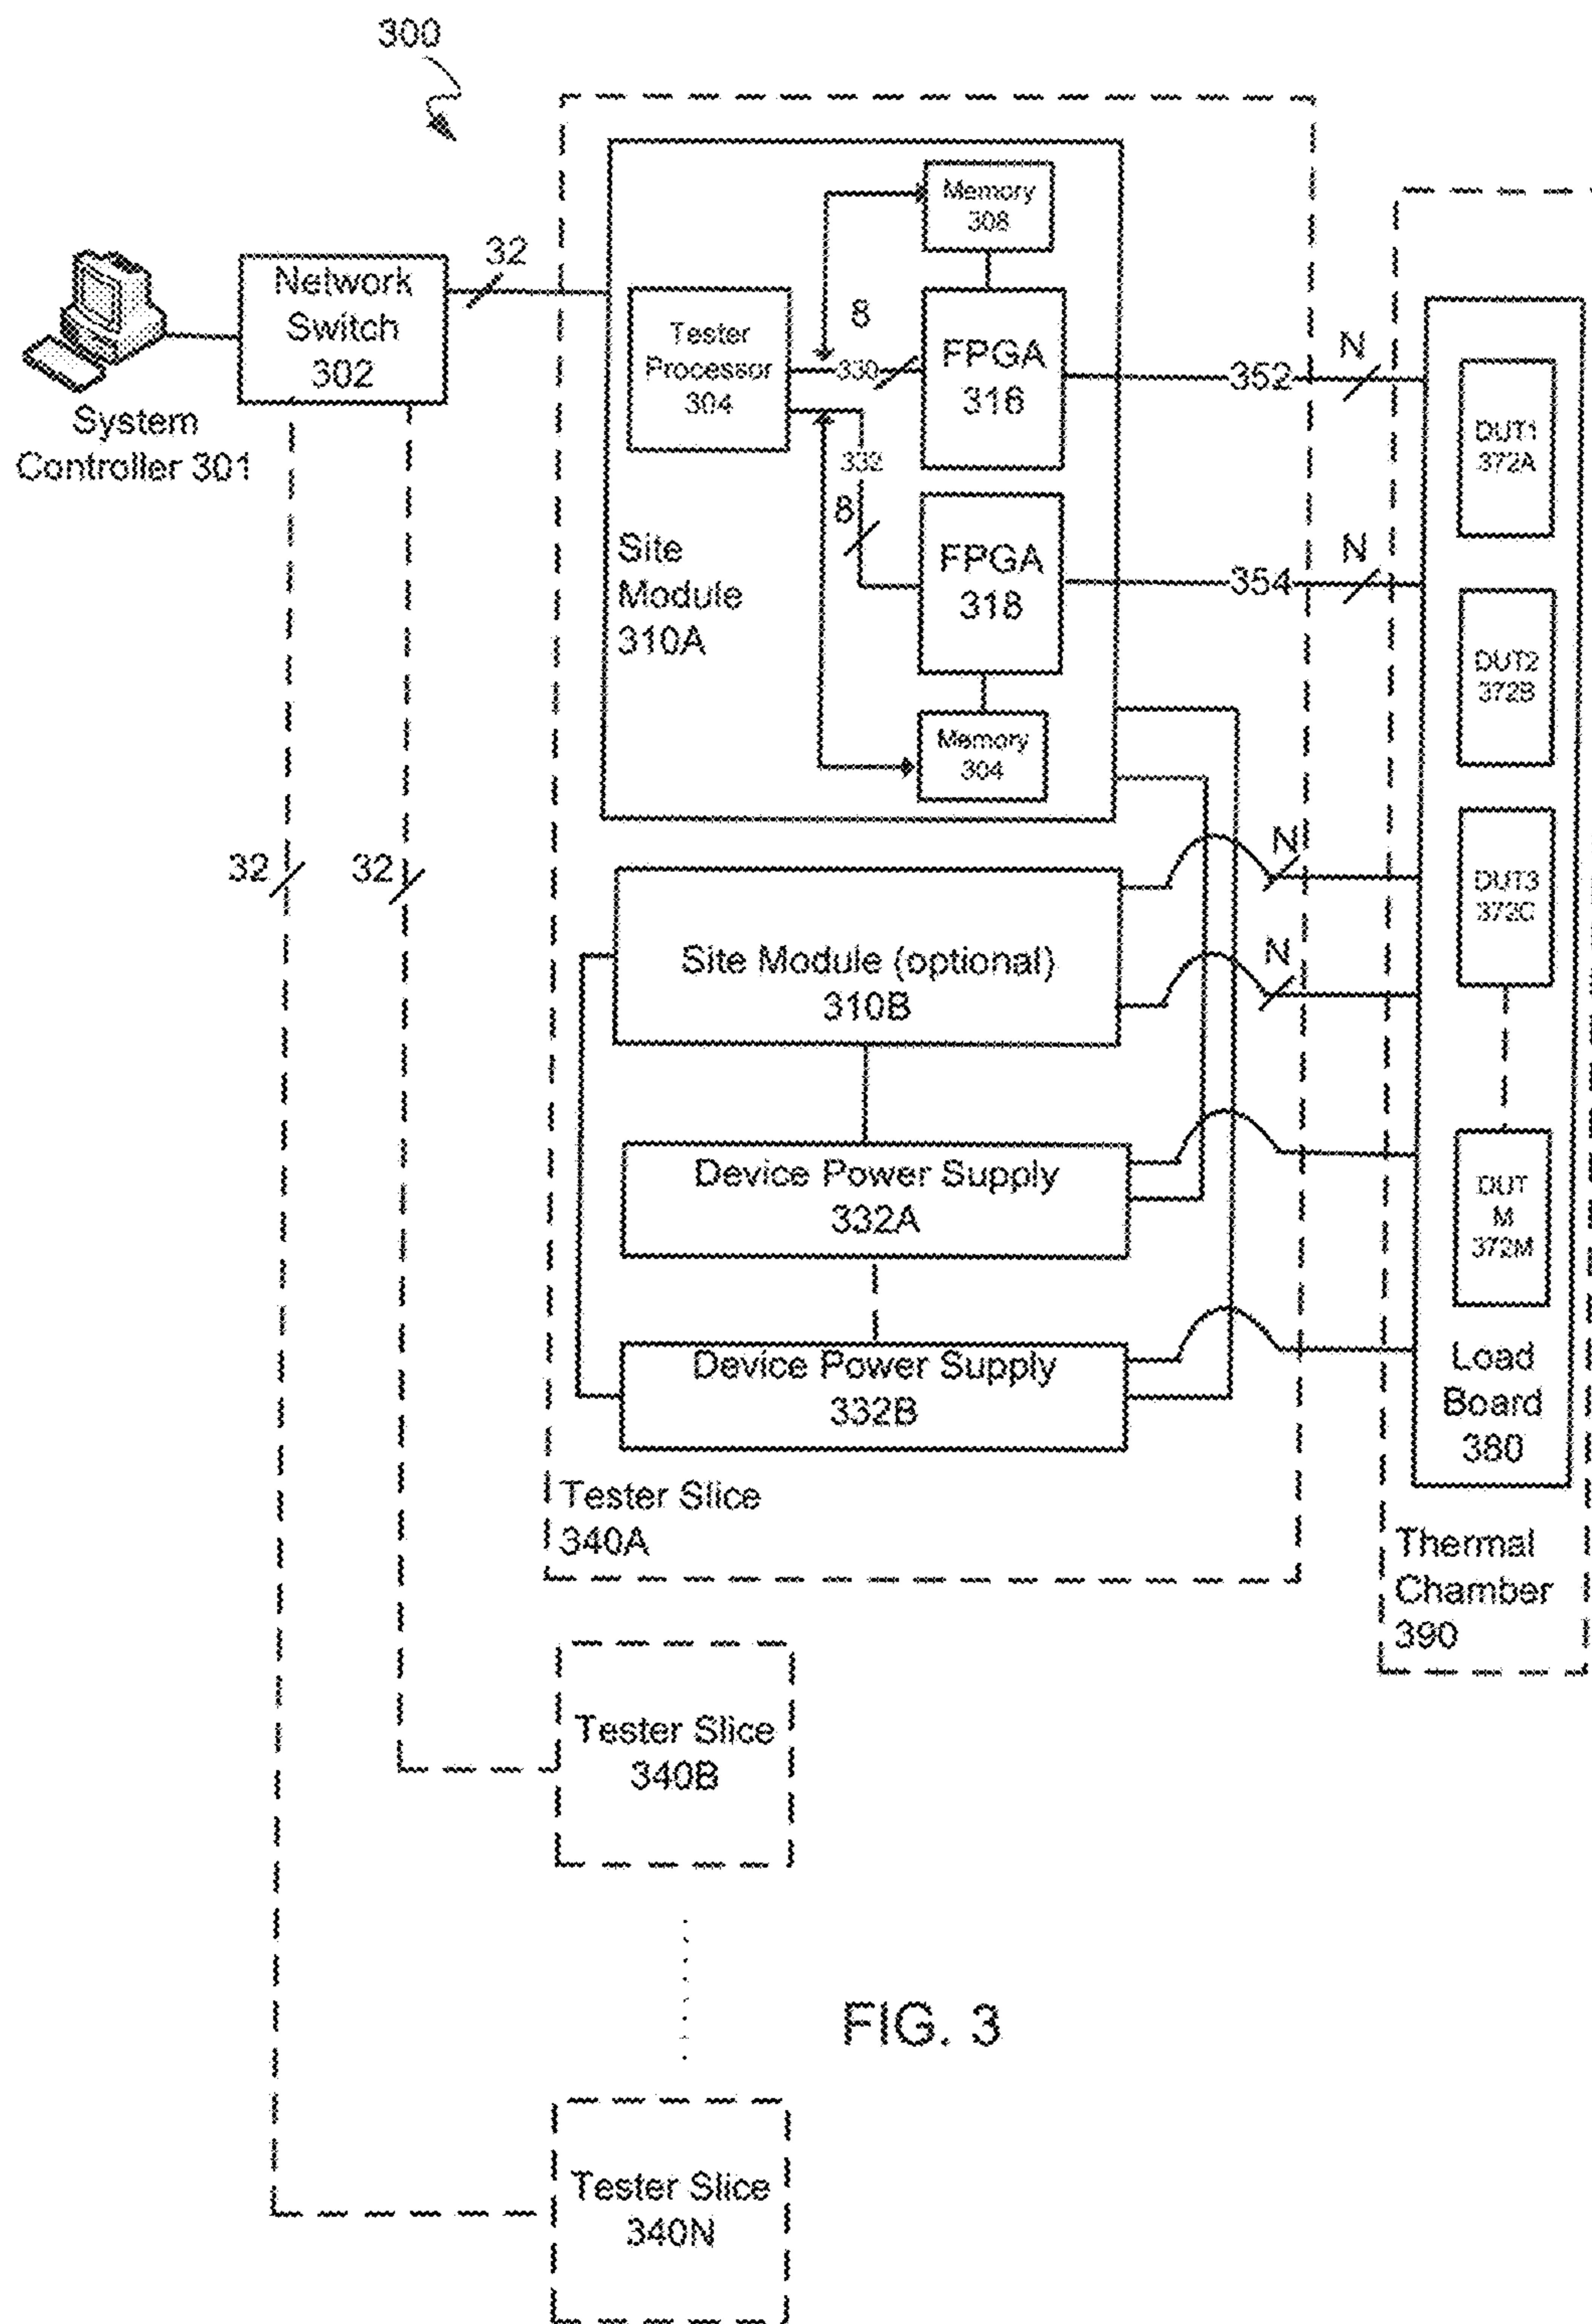 300
Memory
308
32
Network
Switch
302
System
Controller 301
Tester
Processor
304
8
330
FPGA
316
352
N
DUT1
372A
332
8
Site
Module
310A
FPGA
318
354
N
DUT2
372B
Memory
304
32
32
N
DUT3
372C
Site Module (optional)
310B
N
Device Power Supply
332A
DUT
M
372M
Device Power Supply
332B
Load
Board
380
Tester Slice
340A
Thermal
Chamber
390
Tester Slice
340B
FIG. 3
Tester Slice
340N